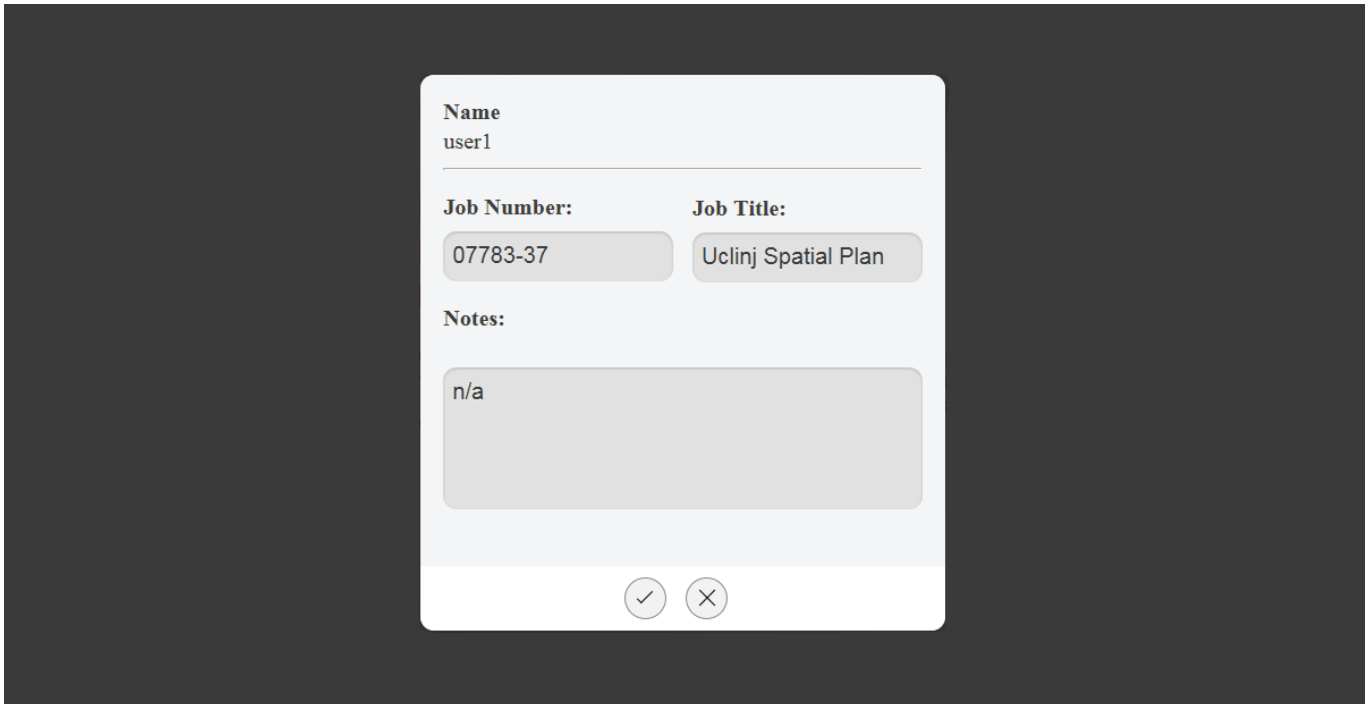 Name
user1
Job Number:
Job Title:
07783-37
Uclinj Spatial Plan
Notes:
n/a